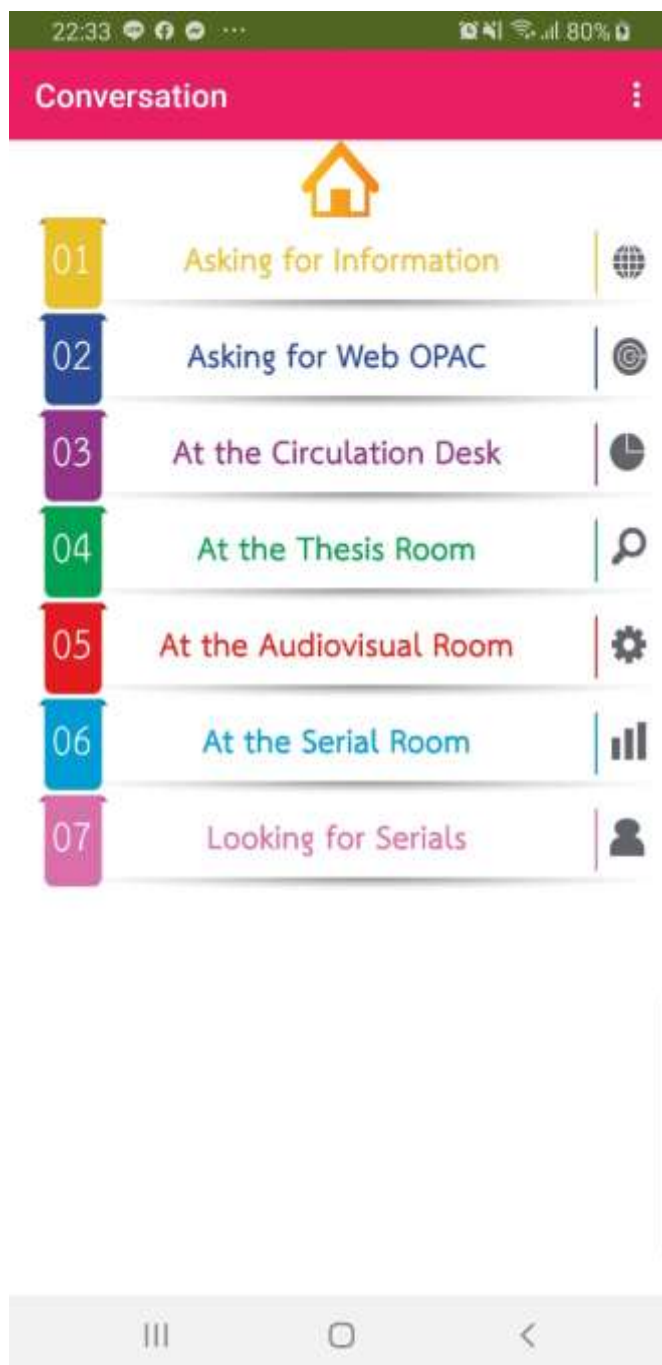 22:33 80%
Conversation
01 Asking for Information
02 Asking for Web OPAC
03 At the Circulation Desk
04 At the Thesis Room
05 At the Audiovisual Room
06 At the Serial Room
07 Looking for Serials